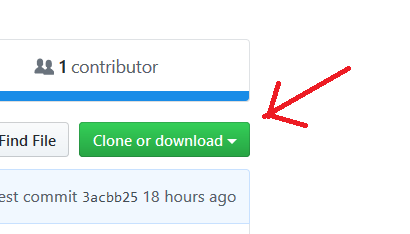 1 contributor
Find File
Clone or download
est commit 3acbb25 18 hours ago